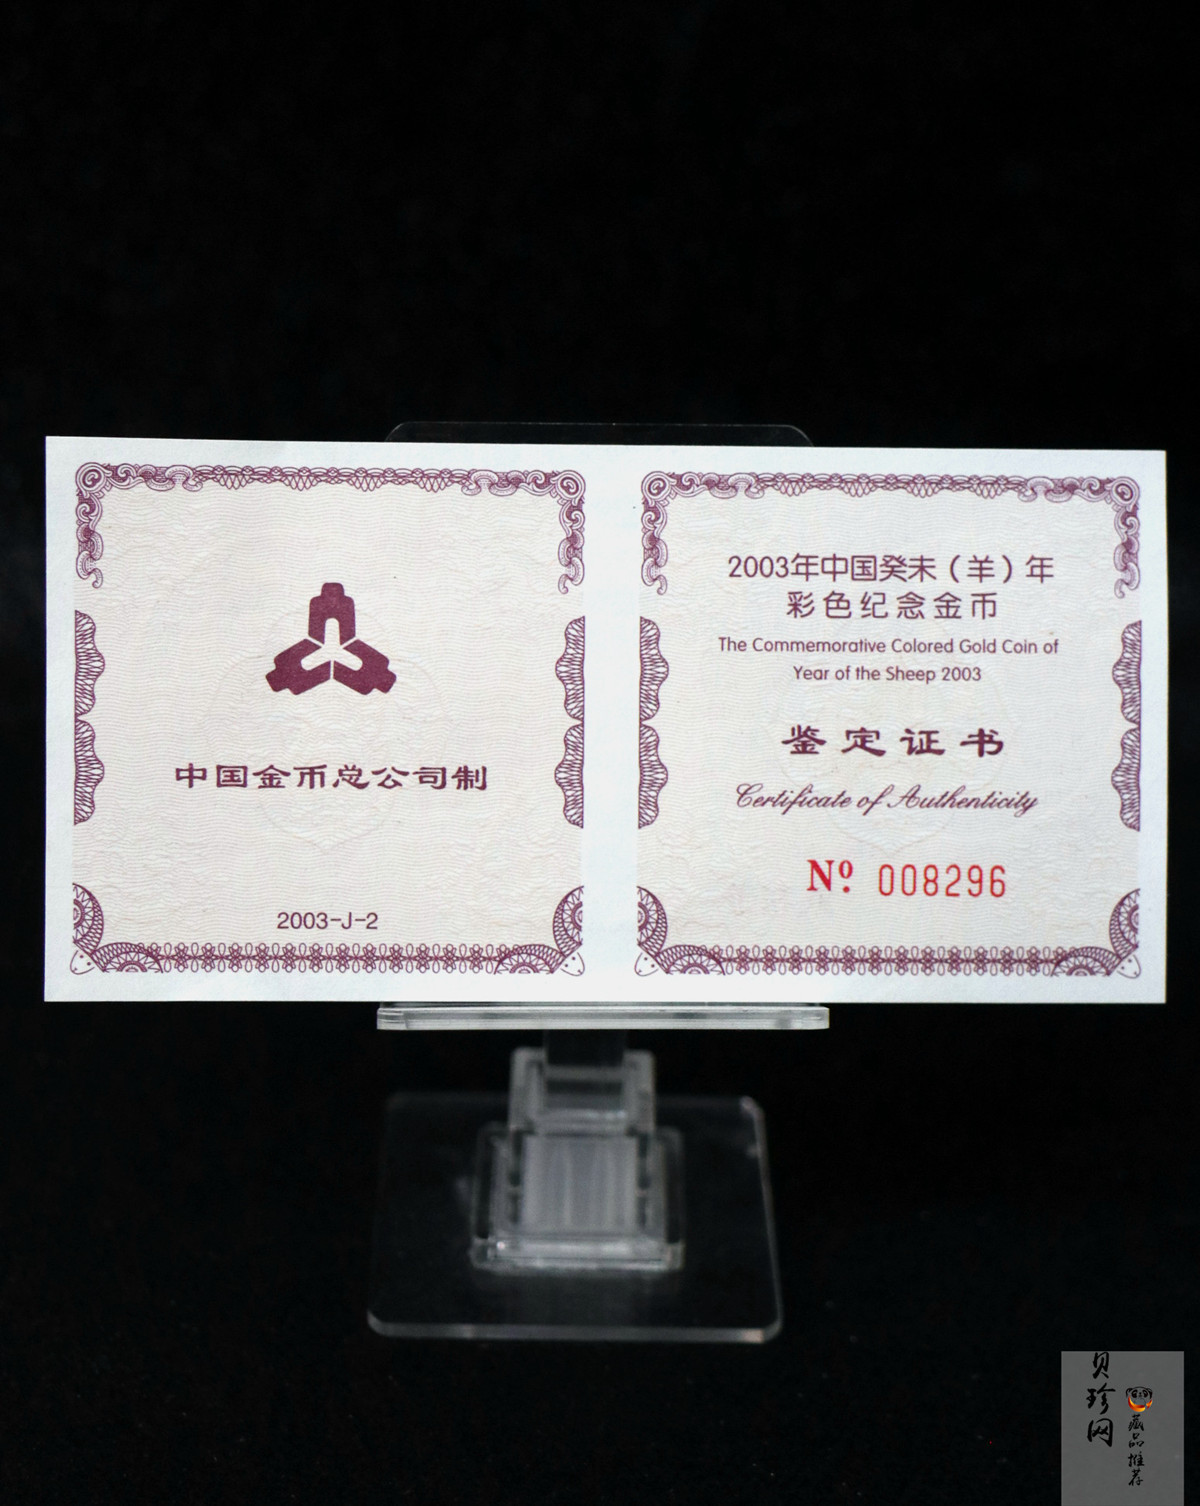 中国金币总公司制
2003-J-2
2003年中国癸未（羊）年
彩色纪念金币
The Commemorative Colored Gold Coin of
Year of the Sheep 2003
鉴定证书
Certificate of Authenticity
Nº. 008296
贝珍网
藏品推荐